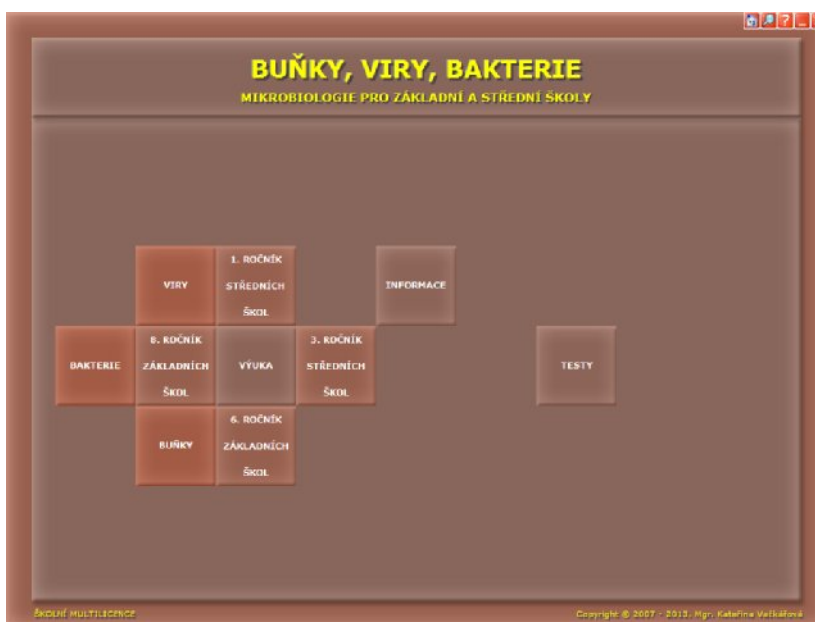 BUŇKY, VIRY, BAKTERIE
MIKROBIOLOGIE PRO ZÁKLADNÍ A STŘEDNÍ ŠKOLY
VIRY
1. ROČNÍK
STŘEDNÍCH
ŠKOL
INFORMACE
BAKTERIE
8. ROČNÍK
ZÁKLADNÍCH
ŠKOL
VÝUKA
3. ROČNÍK
STŘEDNÍCH
ŠKOL
TESTY
BUŇKY
6. ROČNÍK
ZÁKLADNÍCH
ŠKOL
ŠKOLNÍ MULTILICENCE
Copyright © 2007 - 2013. Mgr. Kateřina